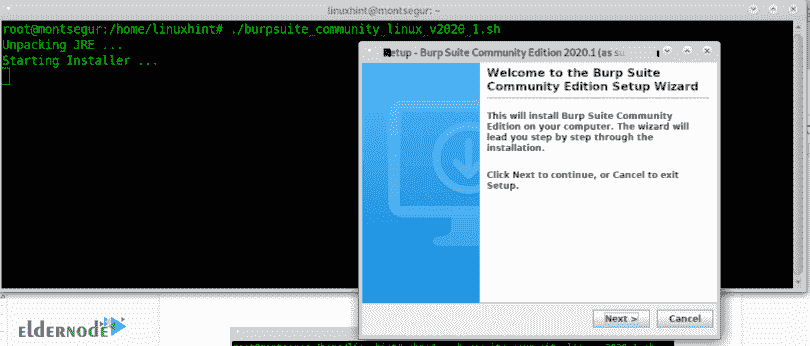 linuxhint@montsegur: ~
root@montsegur:/home/linuxhint# ./burpsuite_community_linux_v2020_1.sh
Unpacking JRE ...
Starting Installer ...
Setup - Burp Suite Community Edition 2020.1 (as su
Welcome to the Burp Suite
Community Edition Setup Wizard
This will install Burp Suite Community
Edition on your computer. The wizard will
lead you step by step through the
installation.
Click Next to continue, or Cancel to exit
Setup.
Next >
Cancel
eldernode